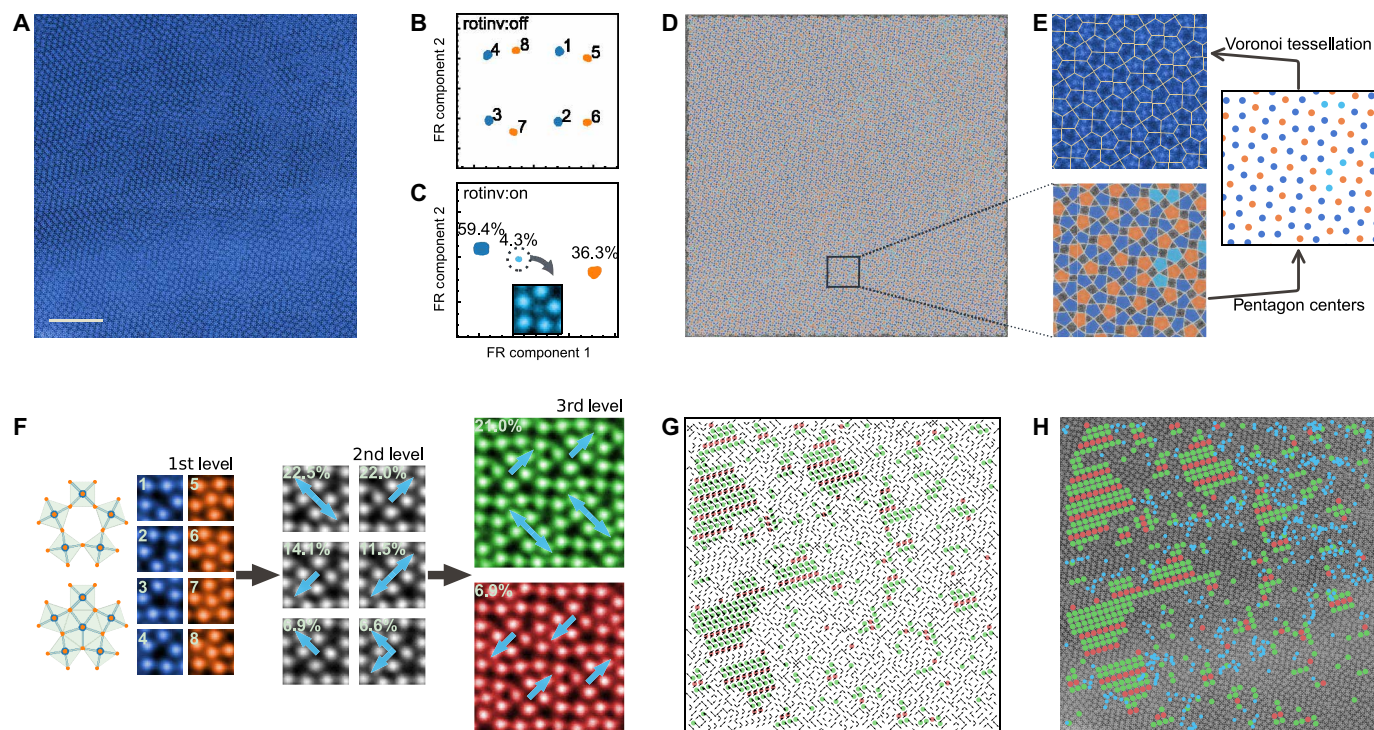 A
B
rotinv:off
FR component 2
4
8
1
5
3
7
2
6
C
rotinv:on
FR component 2
59.4%
4.3%
36.3%
FR component 1
D
E
Voronoi tessellation
Pentagon centers
F
1st level
1
5
2
6
3
7
4
8
2nd level
22.5%
22.0%
14.1%
11.5%
6.9%
6.6%
3rd level
21.0%
6.9%
G
H